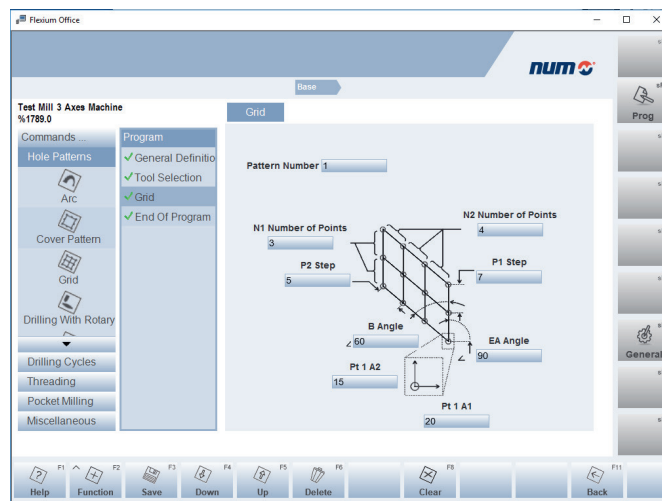 Flexium Office
num
Base
Test Mill 3 Axes Machine
%1789.0
Commands ...
Hole Patterns
Arc
Cover Pattern
Grid
Drilling With Rotary
Drilling Cycles
Threading
Pocket Milling
Miscellaneous
Program
General Definitio
Tool Selection
Grid
End Of Program
Grid
Pattern Number 1
N2 Number of Points
4
N1 Number of Points
3
P1 Step
7
P2 Step
5
B Angle
∠ 60
EA Angle
∠ 90
Pt 1 A2
15
Pt 1 A1
20
Prog
General
F1 Help
F2 Function
F3 Save
F4 Down
F5 Up
F6 Delete
F8 Clear
F11 Back